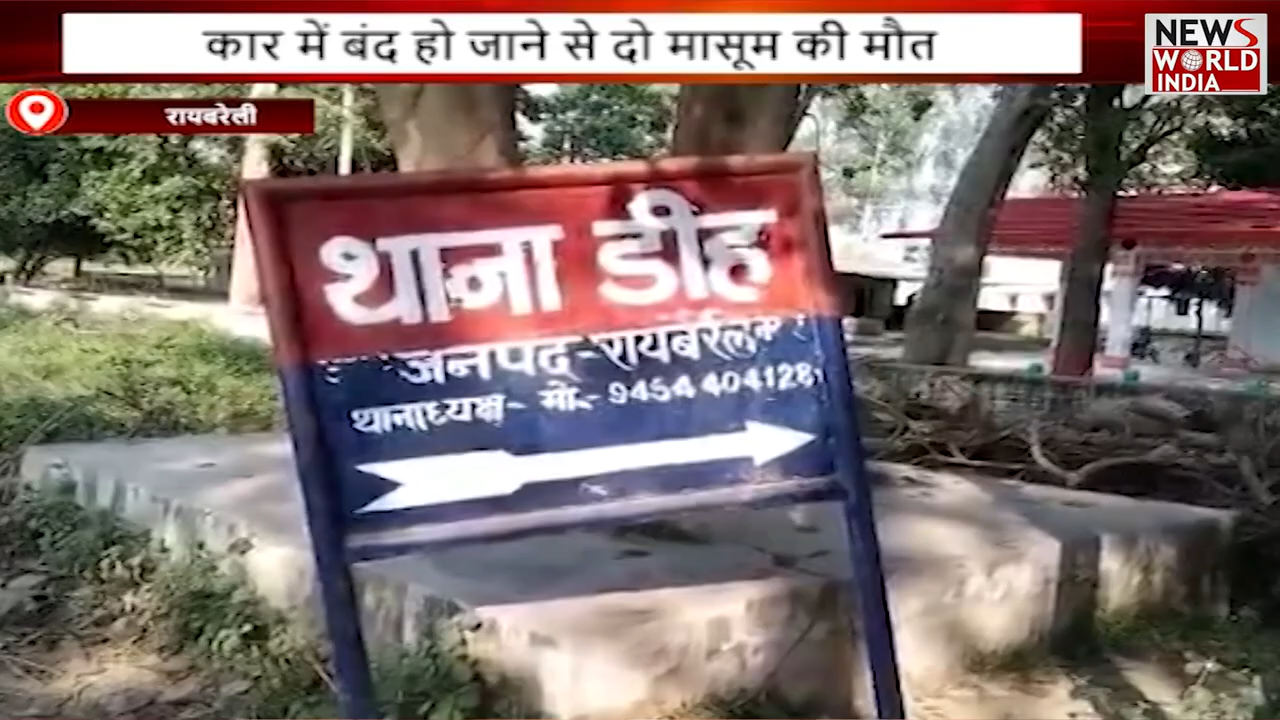 कार में बंद हो जाने से दो मासूम की मौत
NEWS
WORLD
INDIA
रायबरेली
थाना डीह
जनपद-रायबरेली
थानाध्यक्ष- मो.- 9454404128